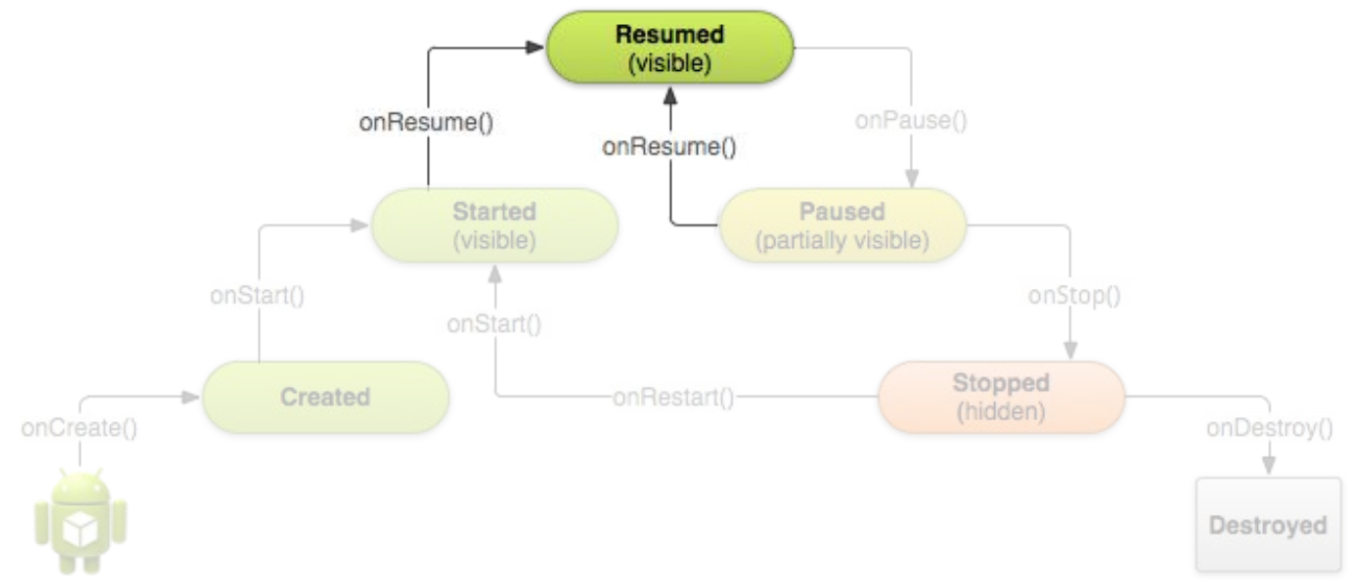 Resumed
(visible)
onResume()
onPause()
onResume()
Started
(visible)
Paused
(partially visible)
onStart()
onStop()
onStart()
Created
onRestart()
Stopped
(hidden)
onCreate()
onDestroy()
Destroyed